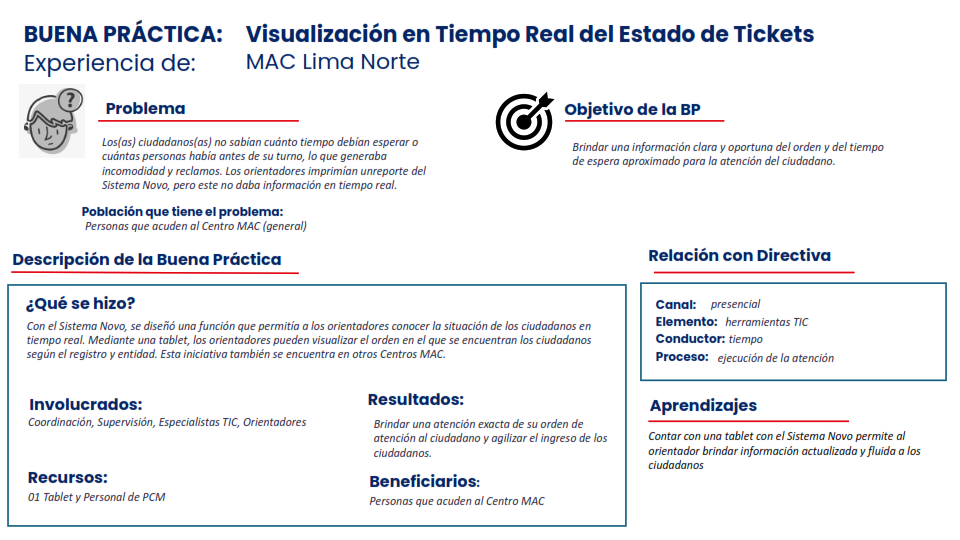 BUENA PRÁCTICA: Visualización en Tiempo Real del Estado de Tickets
Experiencia de: MAC Lima Norte
?
Problema
Los(as) ciudadanos(as) no sabían cuánto tiempo debían esperar o
cuántas personas había antes de su turno, lo que generaba
incomodidad y reclamos. Los orientadores imprimían unreporte del
Sistema Novo, pero este no daba información en tiempo real.
Población que tiene el problema:
Personas que acuden al Centro MAC (general)
Objetivo de la BP
Brindar una información clara y oportuna del orden y del tiempo
de espera aproximado para la atención del ciudadano.
Descripción de la Buena Práctica
¿Qué se hizo?
Con el Sistema Novo, se diseñó una función que permitía a los orientadores conocer la situación de los ciudadanos en
tiempo real. Mediante una tablet, los orientadores pueden visualizar el orden en el que se encuentran los ciudadanos
según el registro y entidad. Esta iniciativa también se encuentra en otros Centros MAC.
Involucrados:
Coordinación, Supervisión, Especialistas TIC, Orientadores
Recursos:
01 Tablet y Personal de PCM
Resultados:
Brindar una atención exacta de su orden de
atención al ciudadano y agilizar el ingreso de los
ciudadanos.
Beneficiarios:
Personas que acuden al Centro MAC
Relación con Directiva
Canal: presencial
Elemento: herramientas TIC
Conductor: tiempo
Proceso: ejecución de la atención
Aprendizajes
Contar con una tablet con el Sistema Novo permite al
orientador brindar información actualizada y fluida a los
ciudadanos